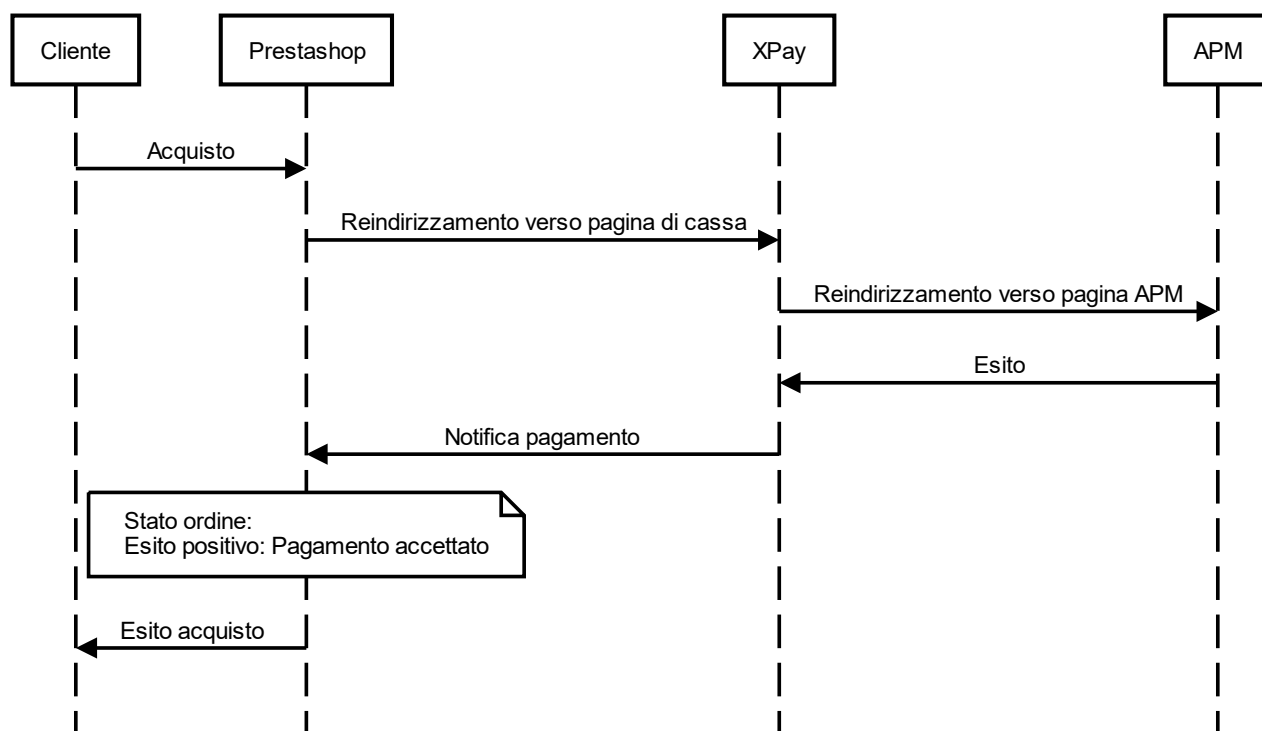 Cliente
Prestashop
XPay
APM
Acquisto
Reindirizzamento verso pagina di cassa
Reindirizzamento verso pagina APM
Esito
Notifica pagamento
Stato ordine:
Esito positivo: Pagamento accettato
Esito acquisto